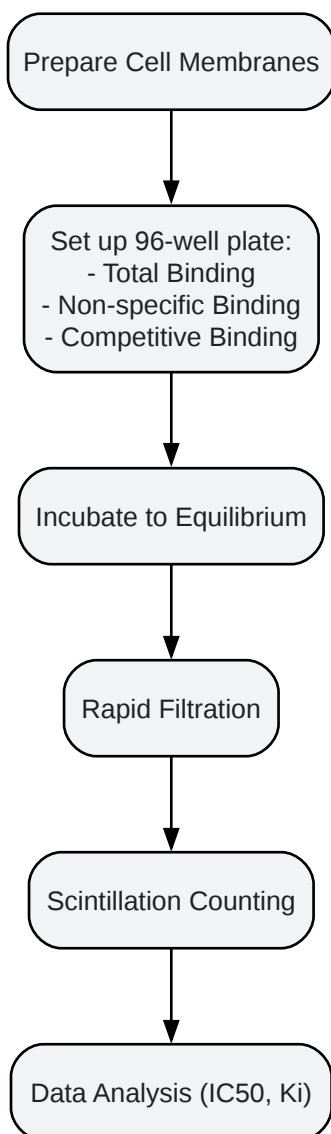 Prepare Cell Membranes
Set up 96-well plate:
- Total Binding
- Non-specific Binding
- Competitive Binding
Incubate to Equilibrium
Rapid Filtration
Scintillation Counting
Data Analysis (IC50, Ki)